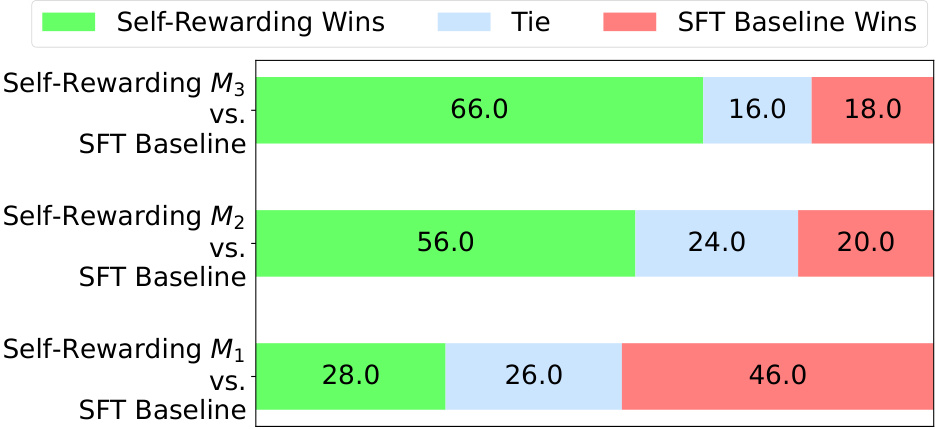 Self-Rewarding Wins Tie SFT Baseline Wins
Self-Rewarding M3
vs.
SFT Baseline
66.0 16.0 18.0
Self-Rewarding M2
vs.
SFT Baseline
56.0 24.0 20.0
Self-Rewarding M1
vs.
SFT Baseline
28.0 26.0 46.0